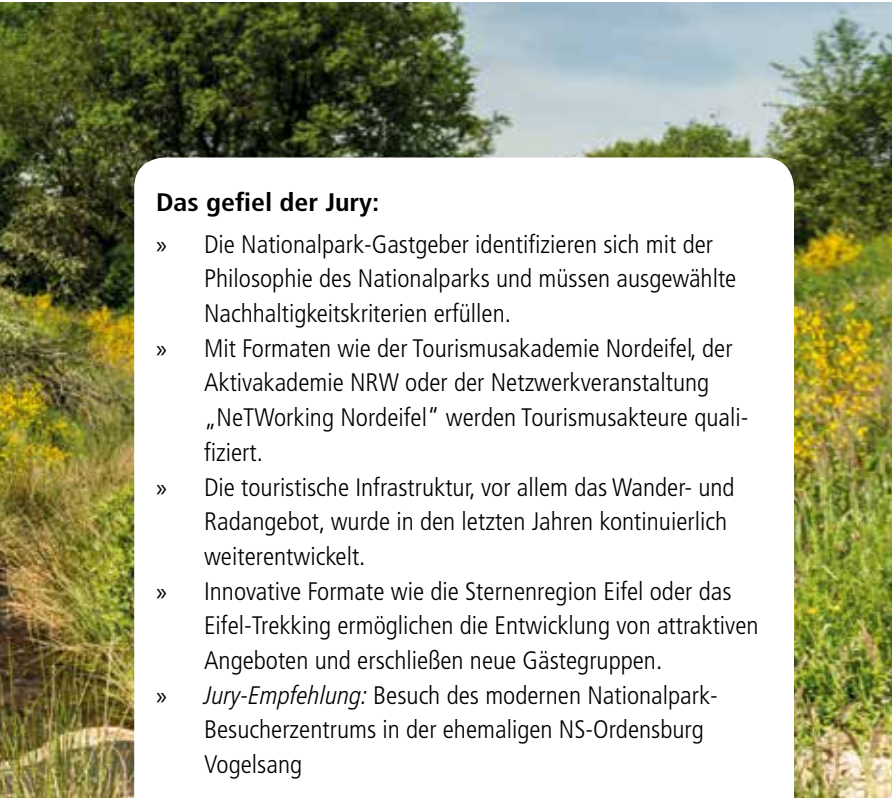 Das gefiel der Jury:
» Die Nationalpark-Gastgeber identifizieren sich mit der
Philosophie des Nationalparks und müssen ausgewählte
Nachhaltigkeitskriterien erfüllen.
» Mit Formaten wie der Tourismusakademie Nordeifel, der
Aktivakademie NRW oder der Netzwerkveranstaltung
„NeTWorking Nordeifel“ werden Tourismusakteure quali-
fiziert.
» Die touristische Infrastruktur, vor allem das Wander- und
Radangebot, wurde in den letzten Jahren kontinuierlich
weiterentwickelt.
» Innovative Formate wie die Sternenregion Eifel oder das
Eifel-Trekking ermöglichen die Entwicklung von attraktiven
Angeboten und erschließen neue Gästegruppen.
» Jury-Empfehlung: Besuch des modernen Nationalpark-
Besucherzentrums in der ehemaligen NS-Ordensburg
Vogelsang